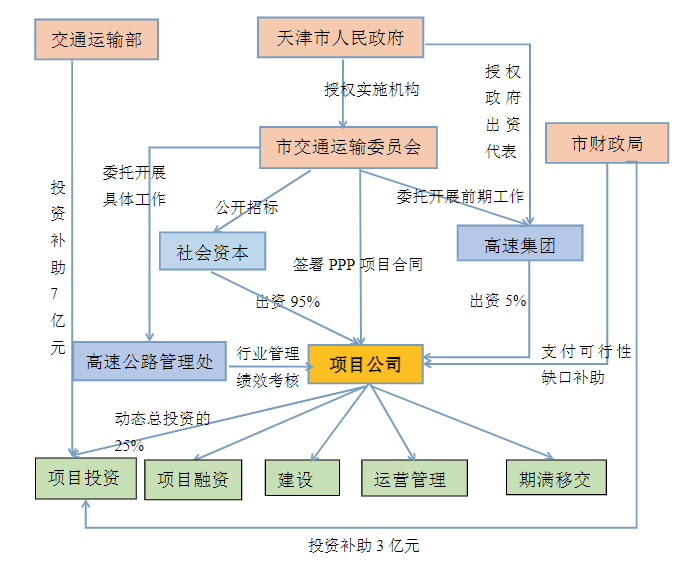 交通运输部
天津市人民政府
授权
政府
出资
代表
授权实施机构
市交通运输委员会
市财政局
委托开展
具体工作
公开招标
委托开展前期工作
投
资
补
助
7
亿
元
社会资本
高速集团
签署 PPP 项目合同
出资 95%
出资 5%
高速公路管理处
行业管理
绩效考核
项目公司
支付可行性
缺口补助
动态总投资的
25%
项目投资
项目融资
建设
运营管理
期满移交
投资补助 3 亿元